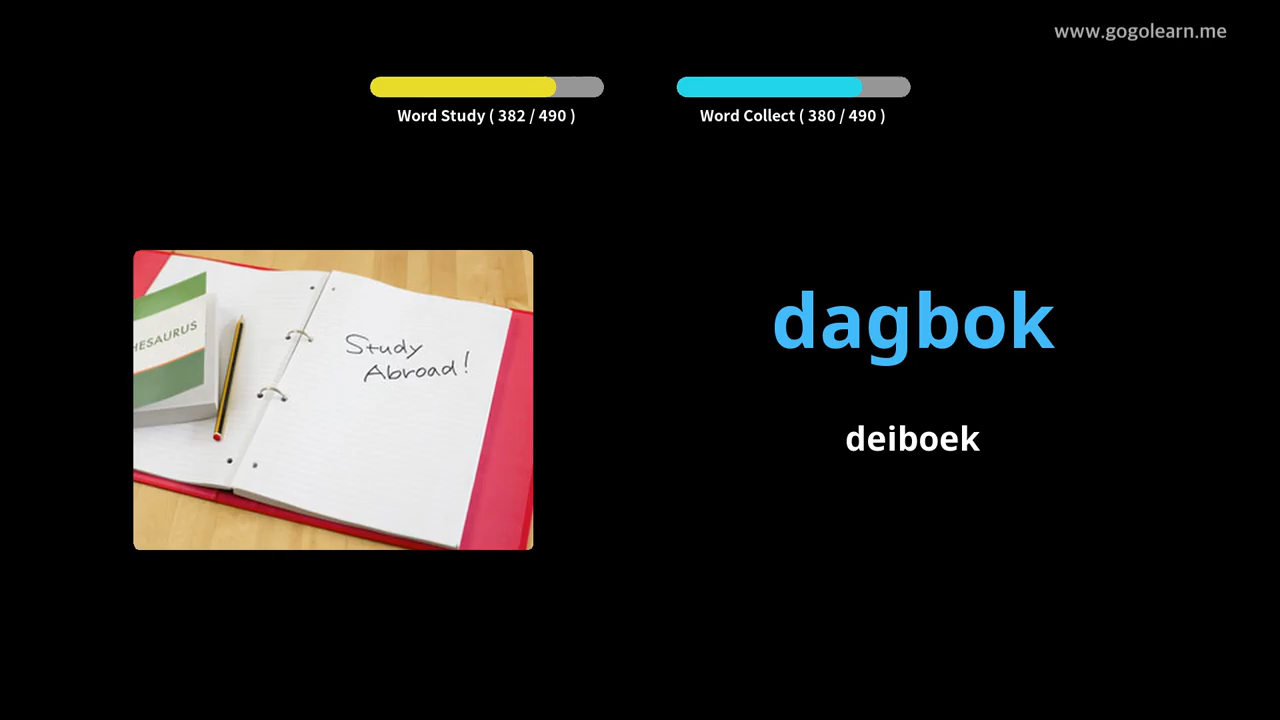 www.gogolearn.me
Word Study ( 382 / 490 )
Word Collect ( 380 / 490 )
HESAURUS
Study
Abroad!
dagbok
deiboek